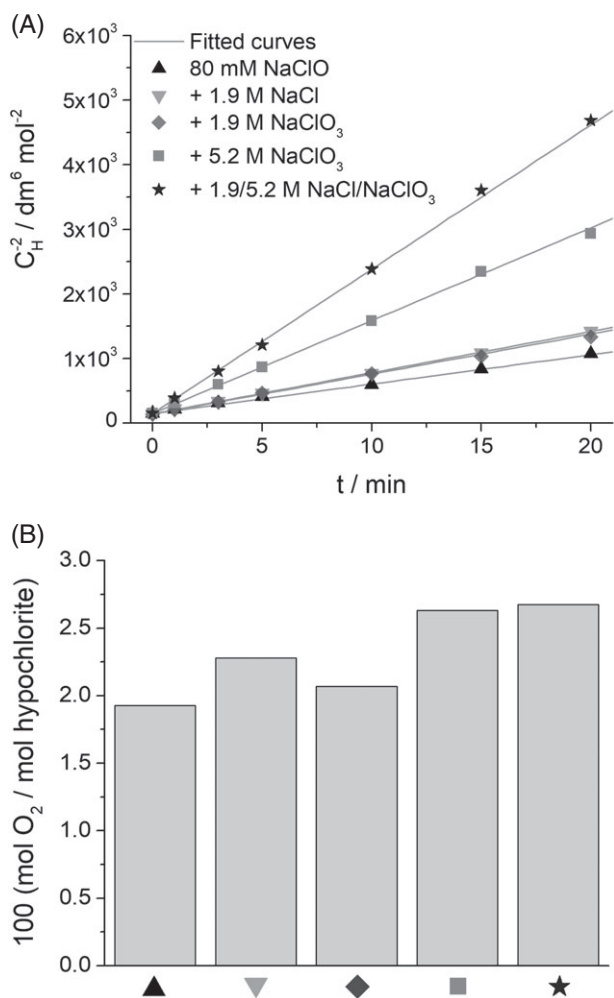 (A)
6x10³
5x10³
4x10³
3x10³
2x10³
1x10³
0
C_H^-2 / dm⁶ mol⁻²
Fitted curves
80 mM NaClO
+ 1.9 M NaCl
+ 1.9 M NaClO₃
+ 5.2 M NaClO₃
+ 1.9/5.2 M NaCl/NaClO₃
0 5 10 15 20
t / min
(B)
3.0
2.5
2.0
1.5
1.0
0.5
0.0
100 (mol O₂ / mol hypochlorite)